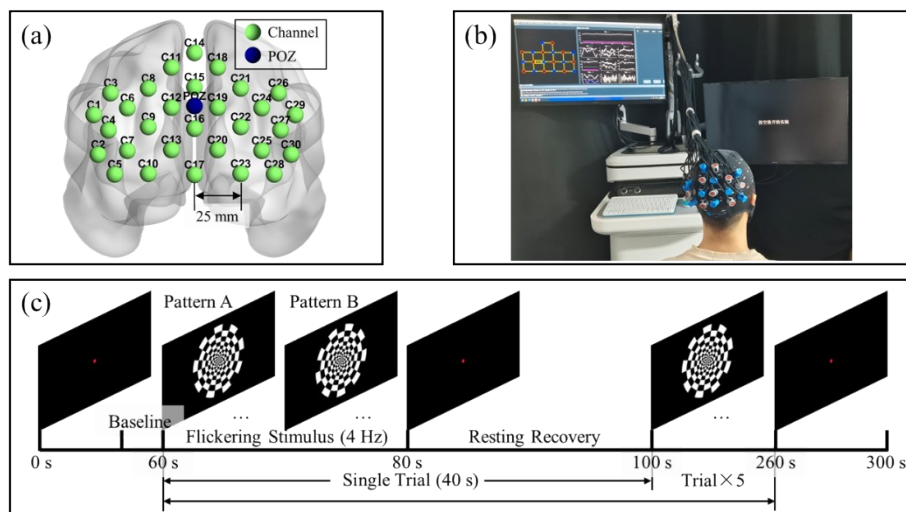 (a)
Channel
POZ
C14
C11
C18
C3
C8
C15
C21
C26
POZ
C1
C6
C12
C19
C24
C29
C4
C9
C16
C22
C27
C2
C7
C13
C20
C25
C30
C5
C10
C17
C23
C28
25 mm
(b)
(c)
Pattern A
Pattern B
...
...
...
Baseline
Flickering Stimulus (4 Hz)
Resting Recovery
0 s
60 s
80 s
100 s
260 s
300 s
Single Trial (40 s)
Trial×5